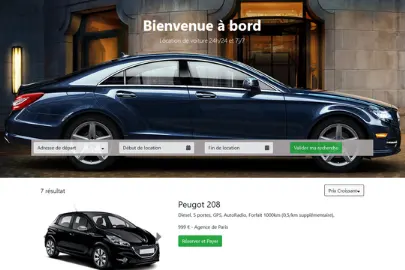 Bienvenue à bord
Location de voiture 24h/24 et 7j/7
Adresse de départ
Début de location
Fin de location
Valider ma recherche
7 résultat
Prix Croissant
Peugot 208
Diesel, 5 portes, GPS, AutoRadio, Forfait 1000km (0.5/km supplémentaire),
999 € - Agence de Paris
Réserver et Payer